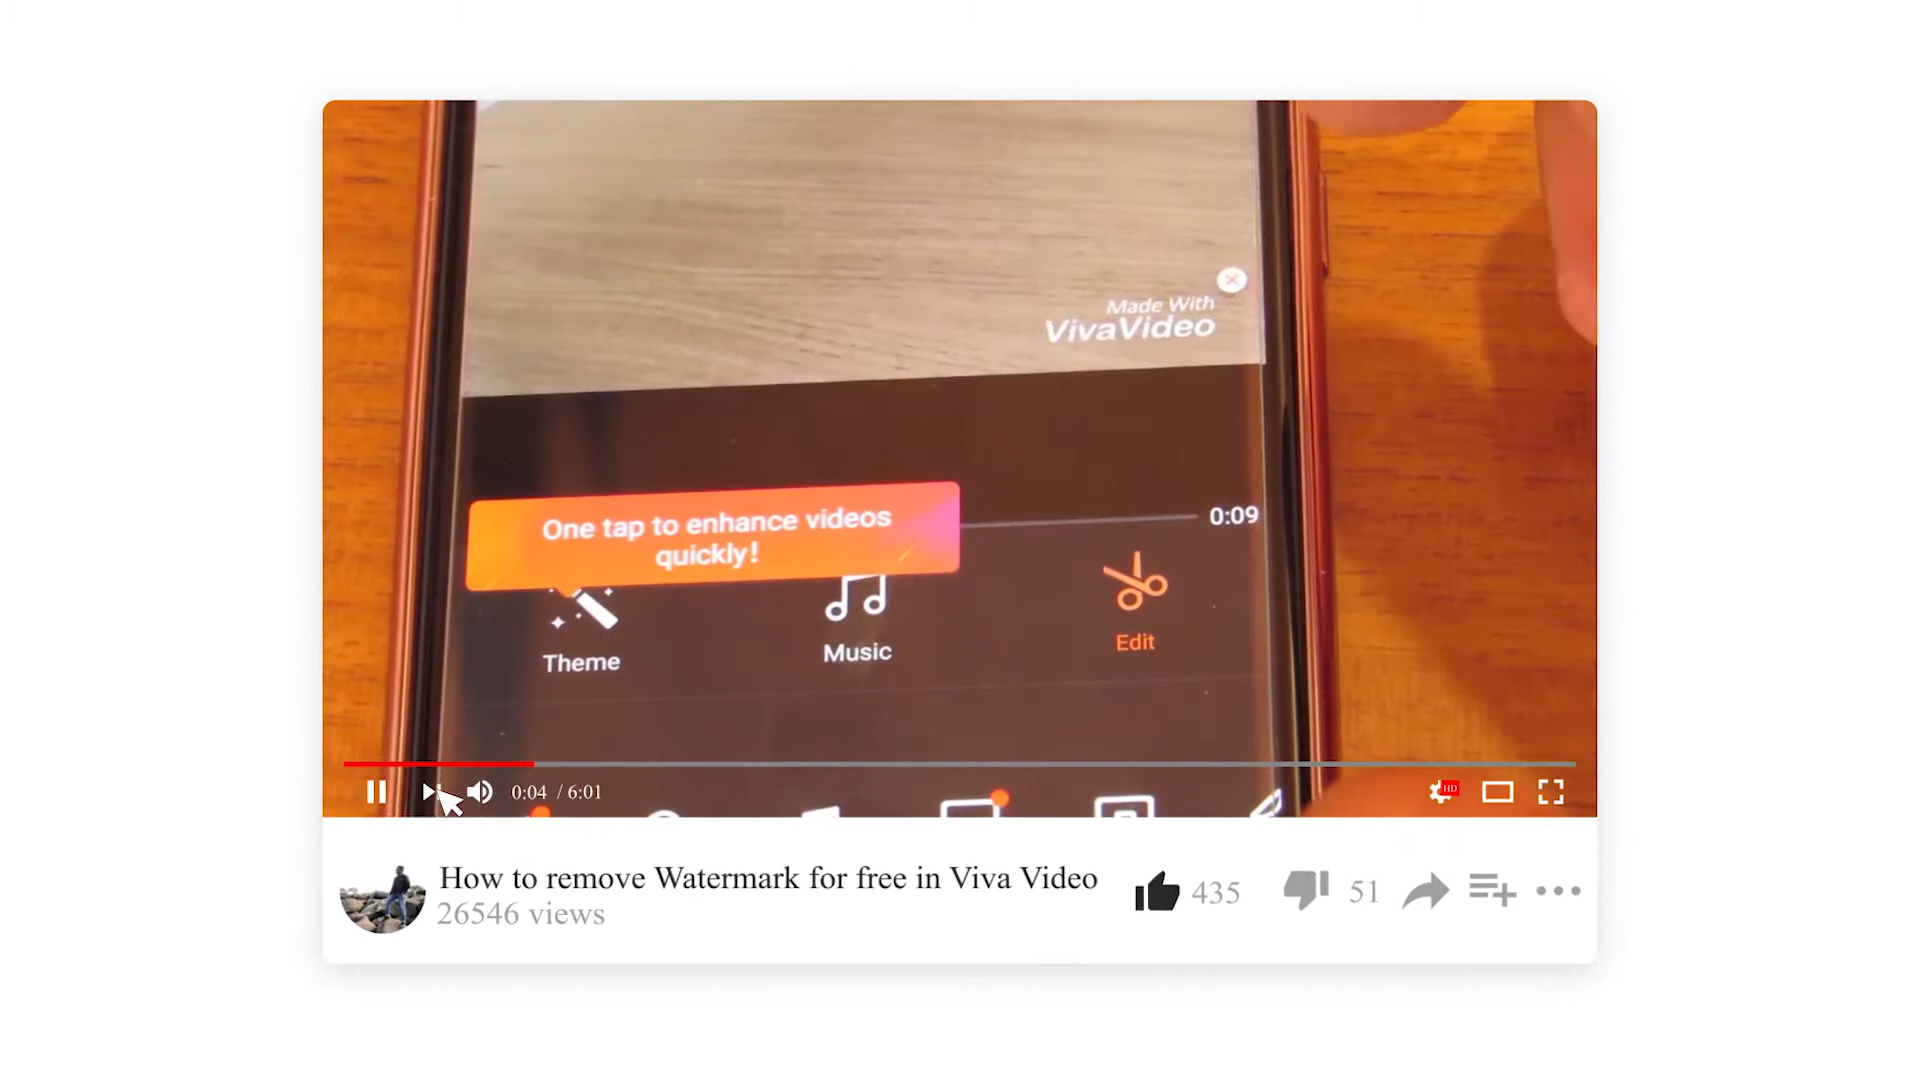 Made With
VivaVideo
One tap to enhance videos
quickly!
0:09
Theme
Music
Edit
0:04 / 6:01
HD
How to remove Watermark for free in Viva Video
26546 views
435
51